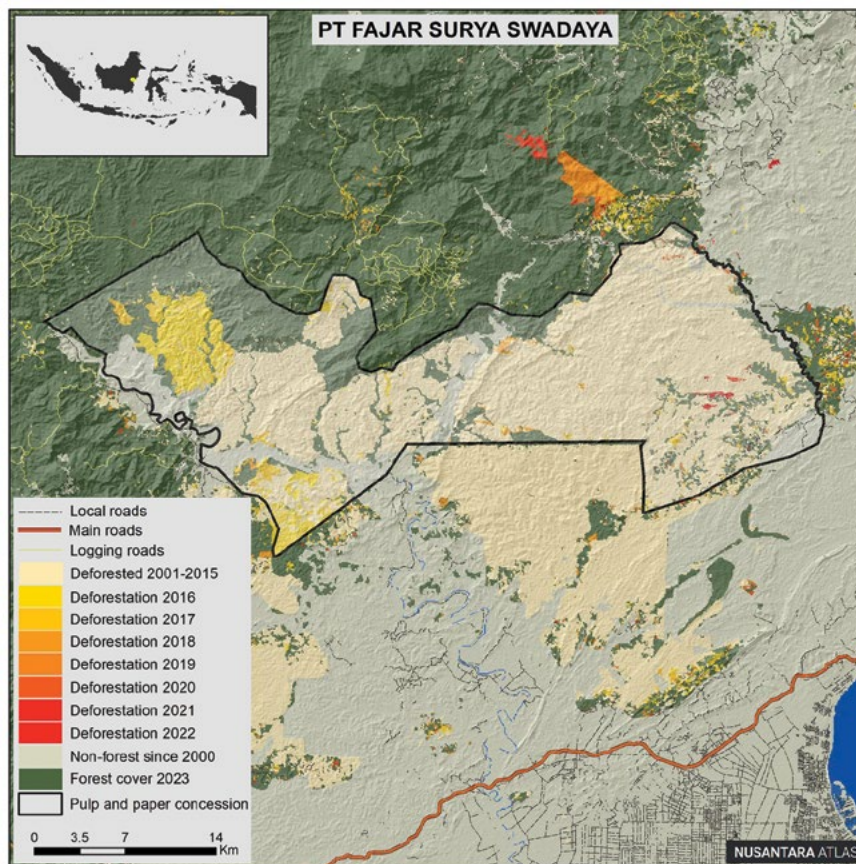 PT FAJAR SURYA SWADAYA
Local roads
Main roads
Logging roads
Deforested 2001-2015
Deforestation 2016
Deforestation 2017
Deforestation 2018
Deforestation 2019
Deforestation 2020
Deforestation 2021
Deforestation 2022
Non-forest since 2000
Forest cover 2023
Pulp and paper concession
0 3.5 7 14
Km
NUSANTARA ATLAS